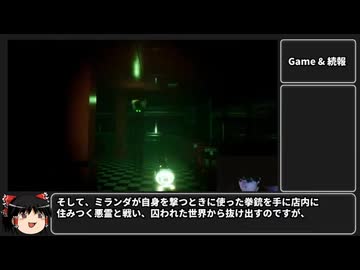 Game & 続報
そして、ミランダが自身を撃つときに使った拳銃を手に店内に
住みつく悪霊と戦い、囚われた世界から抜け出すのですが、